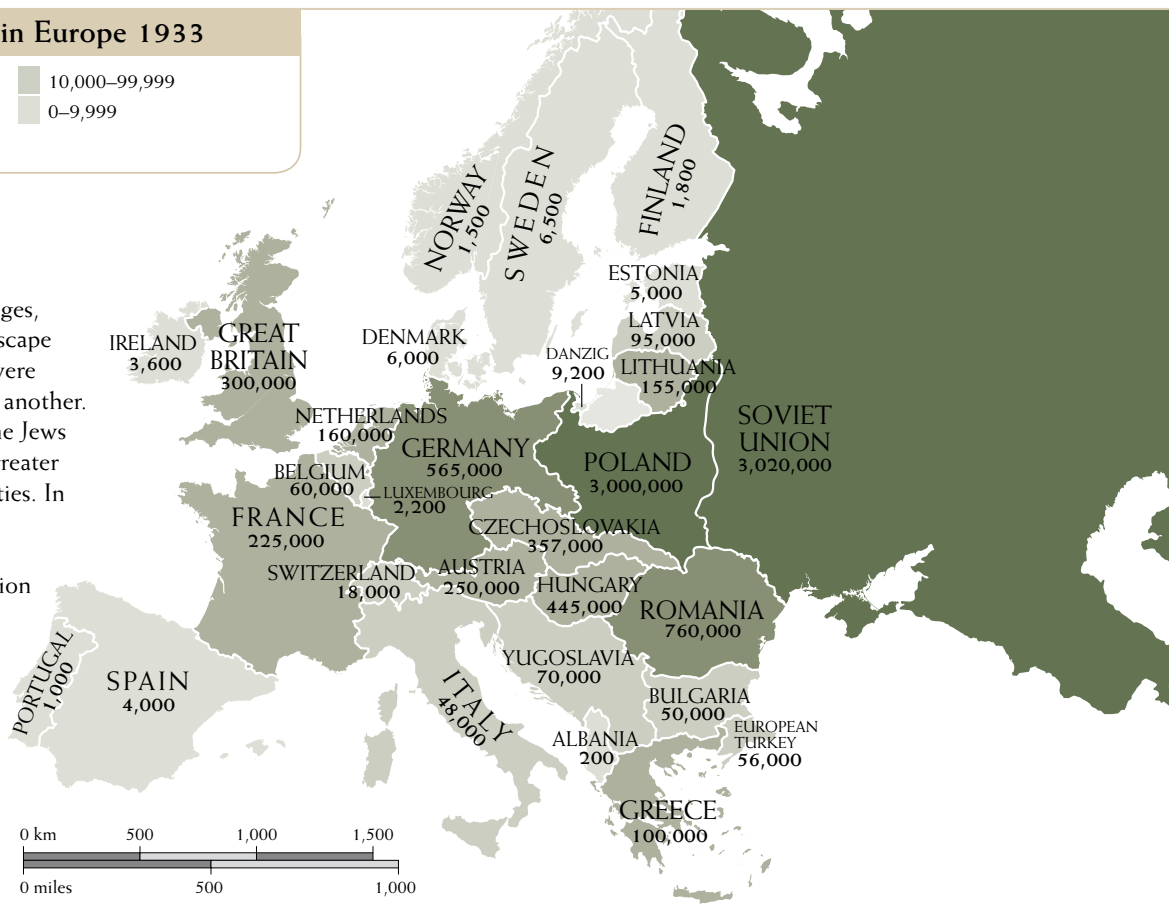 in Europe 1933
10,000–99,999
0–9,999
ges,
scape
were
another.
ne Jews
reater
ties. In
ion
NORWAY
1,500
SWEDEN
6,500
FINLAND
1,800
ESTONIA
5,000
LATVIA
95,000
LITHUANIA
155,000
DANZIG
9,200
DENMARK
6,000
IRELAND
3,600
GREAT
BRITAIN
300,000
NETHERLANDS
160,000
BELGIUM
60,000
LUXEMBOURG
2,200
GERMANY
565,000
POLAND
3,000,000
SOVIET
UNION
3,020,000
FRANCE
225,000
CZECHOSLOVAKIA
357,000
SWITZERLAND
18,000
AUSTRIA
250,000
HUNGARY
445,000
ROMANIA
760,000
PORTUGAL
1,000
SPAIN
4,000
ITALY
48,000
YUGOSLAVIA
70,000
BULGARIA
50,000
ALBANIA
200
EUROPEAN
TURKEY
56,000
GREECE
100,000
0 km 500 1,000 1,500
0 miles 500 1,000